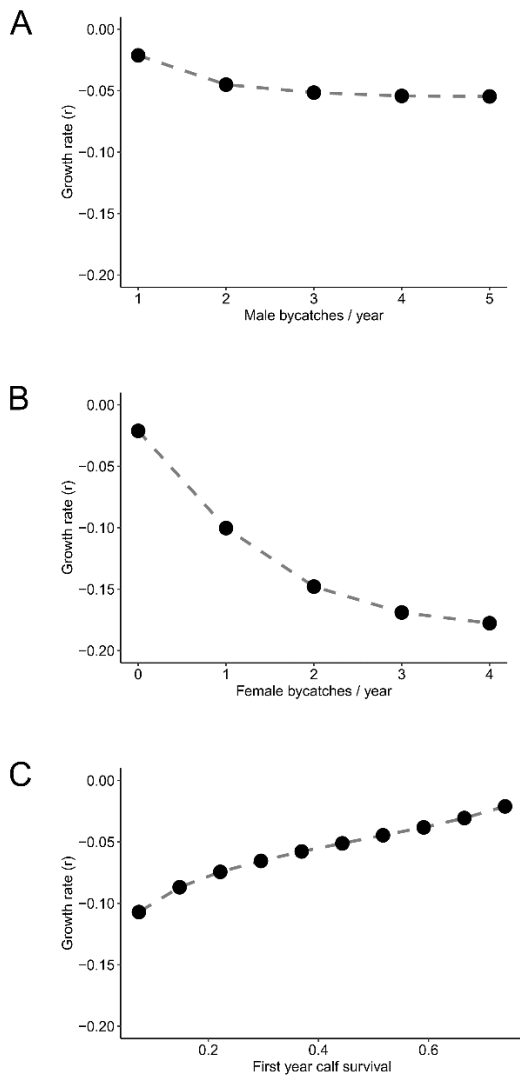 A
Growth rate (r)
0.00
−0.05
−0.10
−0.15
−0.20
1 2 3 4 5
Male bycatches / year
B
Growth rate (r)
0.00
−0.05
−0.10
−0.15
−0.20
0 1 2 3 4
Female bycatches / year
C
Growth rate (r)
0.00
−0.05
−0.10
−0.15
−0.20
0.2 0.4 0.6
First year calf survival